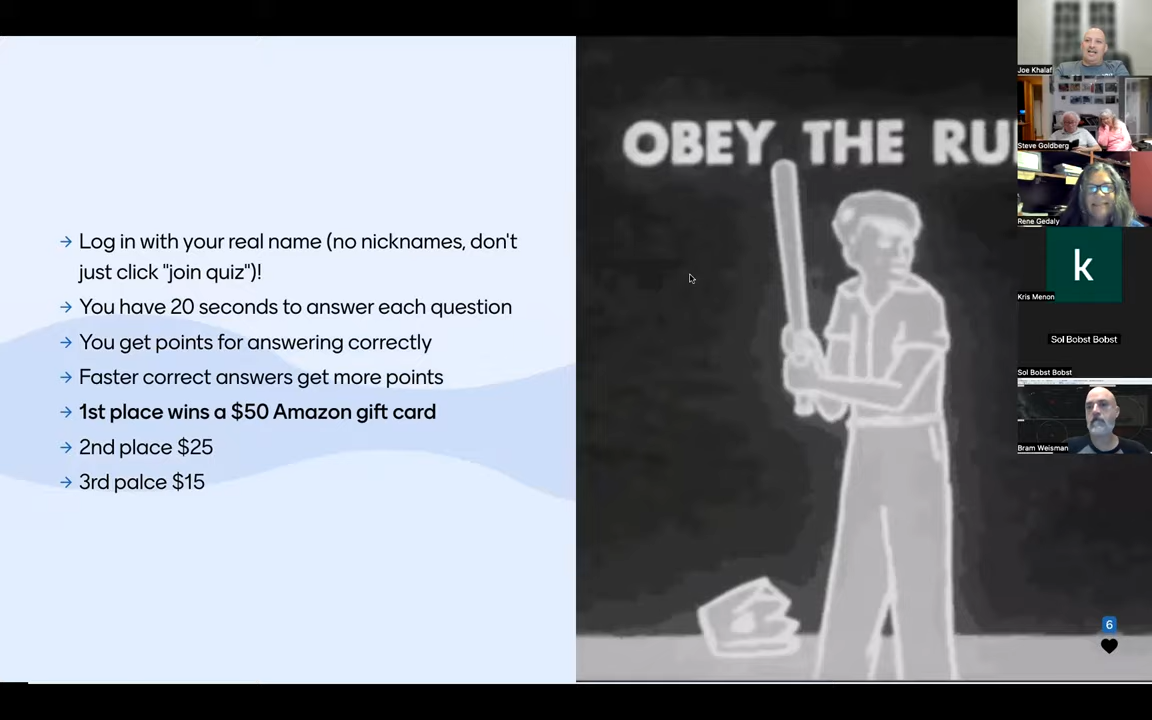 → Log in with your real name (no nicknames, don't
just click "join quiz")!
→ You have 20 seconds to answer each question
→ You get points for answering correctly
→ Faster correct answers get more points
→ 1st place wins a $50 Amazon gift card
→ 2nd place $25
→ 3rd palce $15
OBEY THE RU
Joe Khalaf
Steve Goldberg
Rene Gedaly
k
Kris Menon
Sol Bobst Bobst
Sol Bobst Bobst
Bram Weisman
6